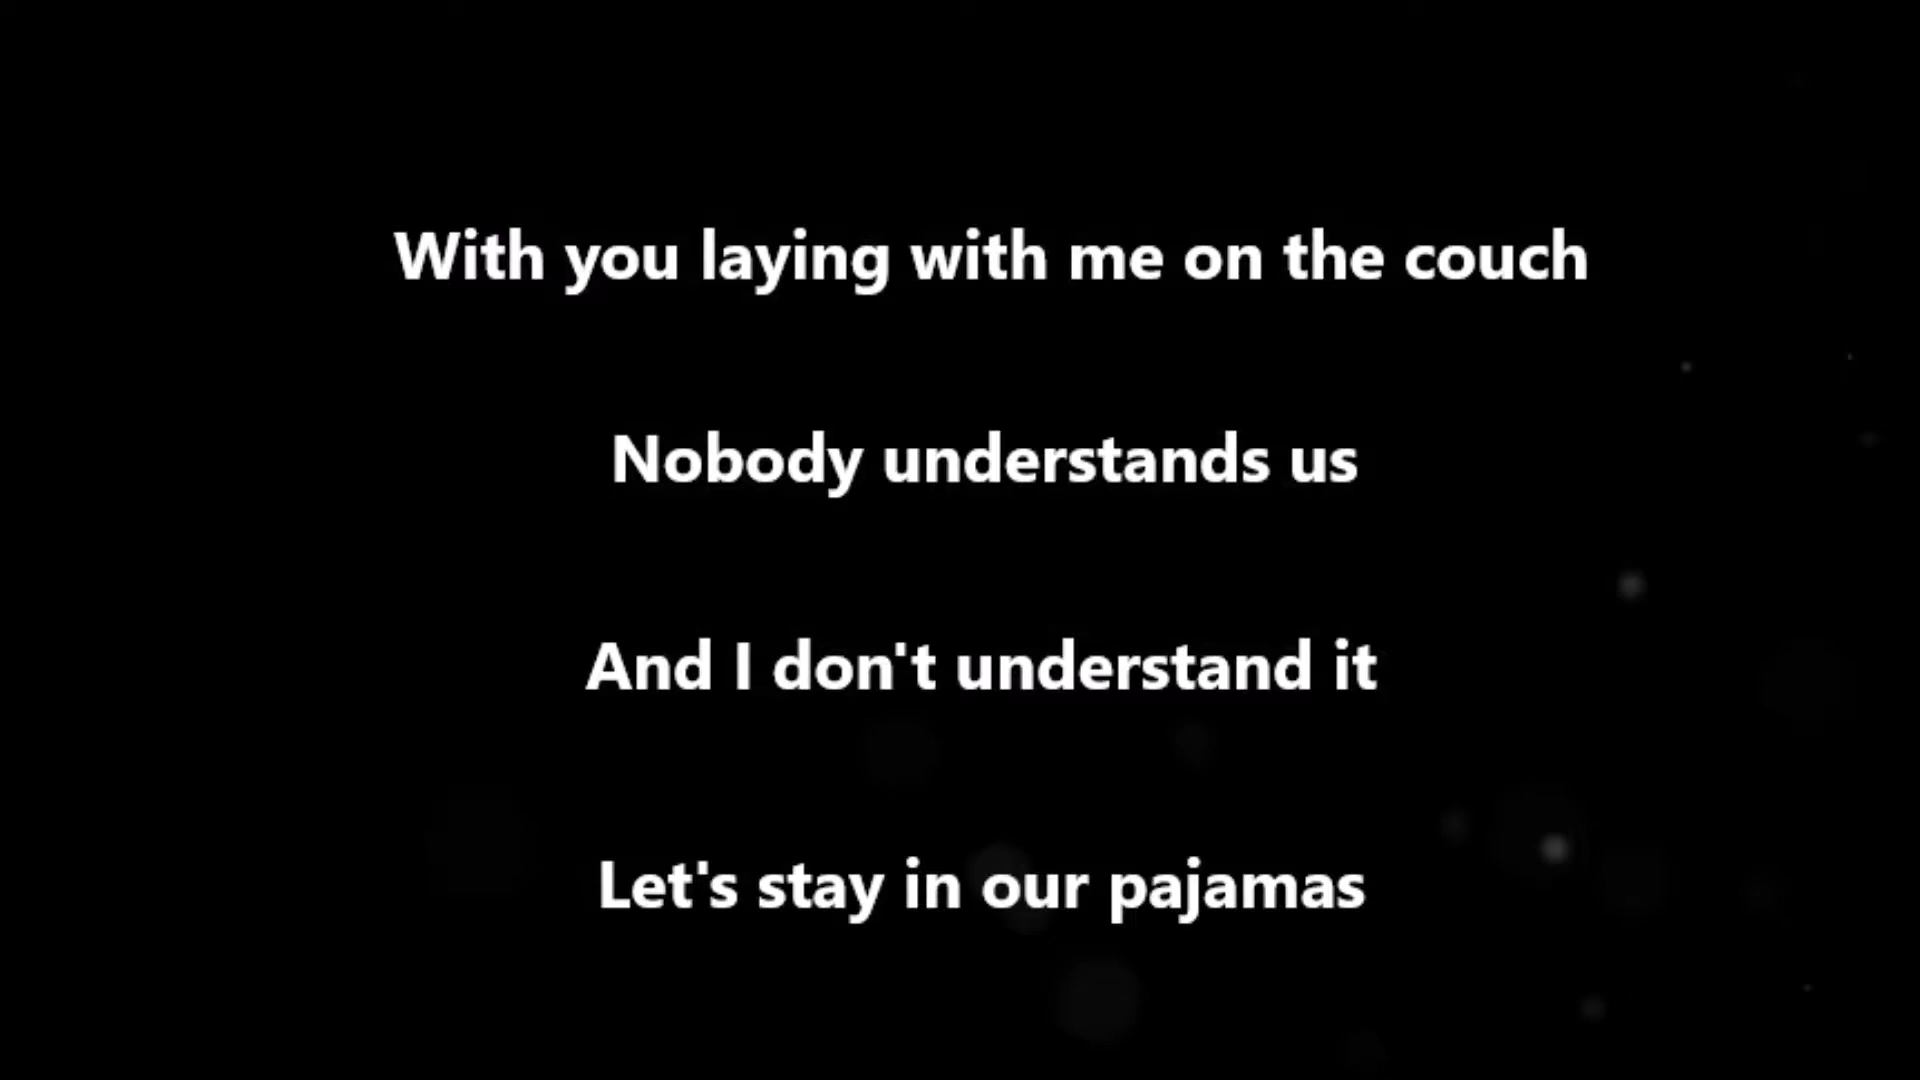 With you laying with me on the couch
Nobody understands us
And I don't understand it
Let's stay in our pajamas